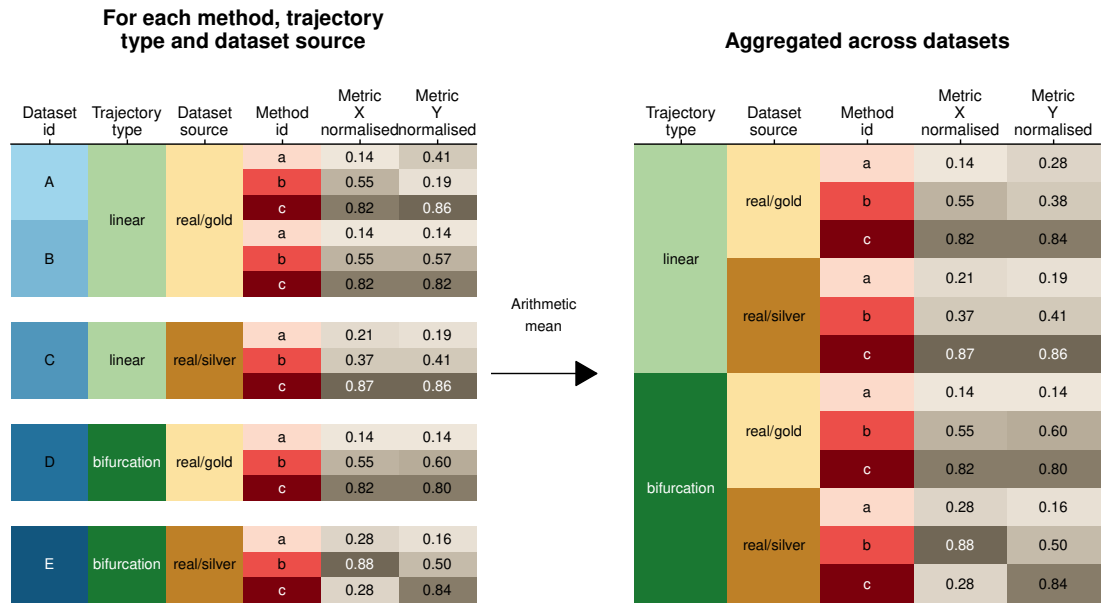 For each method, trajectory
type and dataset source
Dataset id Trajectory type Dataset source Method id Metric X normalised Metric Y normalised
A linear real/gold a 0.14 0.41
b 0.55 0.19
c 0.82 0.86
B a 0.14 0.14
b 0.55 0.57
c 0.82 0.82
C linear real/silver a 0.21 0.19
b 0.37 0.41
c 0.87 0.86
D bifurcation real/gold a 0.14 0.14
b 0.55 0.60
c 0.82 0.80
E bifurcation real/silver a 0.28 0.16
b 0.88 0.50
c 0.28 0.84
Arithmetic
mean
Aggregated across datasets
Trajectory type Dataset source Method id Metric X normalised Metric Y normalised
linear real/gold a 0.14 0.28
b 0.55 0.38
c 0.82 0.84
real/silver a 0.21 0.19
b 0.37 0.41
c 0.87 0.86
bifurcation real/gold a 0.14 0.14
b 0.55 0.60
c 0.82 0.80
real/silver a 0.28 0.16
b 0.88 0.50
c 0.28 0.84